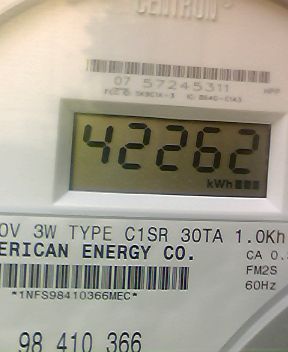 CENTRON
07 57245311
42262
kWh
0V 3W TYPE C1SR 30TA 1.0Kh
ERICAN ENERGY CO.
CA 0.
FM2S
60Hz
*1NFS98410366MEC*
98 410 366